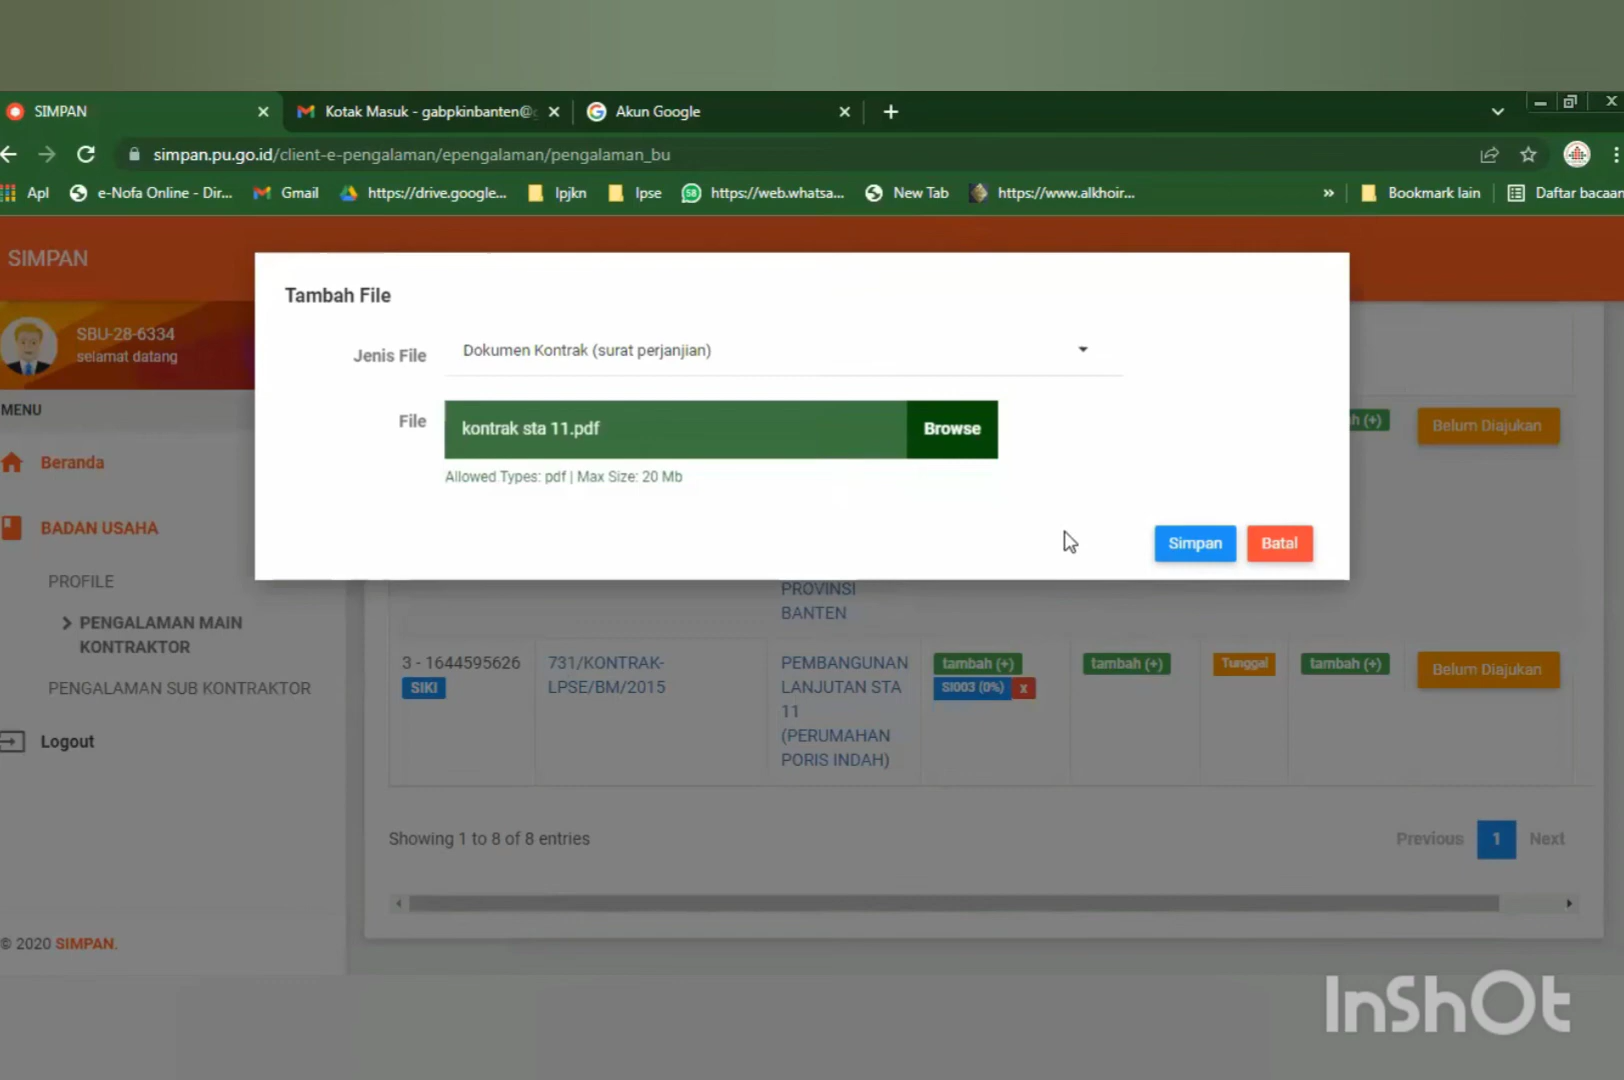 SIMPAN
Kotak Masuk - gabpkinbanten@
Akun Google
simpan.pu.go.id/client-e-pengalaman/epengalaman/pengalaman_bu
Apl
e-Nofa Online - Dir...
Gmail
https://drive.google...
lpjkn
lpse
58
https://web.whatsa...
New Tab
https://www.alkhoir...
»
Bookmark lain
Daftar bacaan
SIMPAN
SBU-28-6334
selamat datang
MENU
Beranda
BADAN USAHA
PROFILE
PENGALAMAN MAIN
KONTRAKTOR
PENGALAMAN SUB KONTRAKTOR
Logout
© 2020 SIMPAN.
Tambah File
Jenis File
Dokumen Kontrak (surat perjanjian)
File
kontrak sta 11.pdf
Browse
Allowed Types: pdf | Max Size: 20 Mb
Simpan
Batal
h (+)
Belum Diajukan
PROVINSI
BANTEN
3 - 1644595626
SIKI
731/KONTRAK-
LPSE/BM/2015
PEMBANGUNAN
LANJUTAN STA
11
(PERUMAHAN
PORIS INDAH)
tambah (+)
SI003 (0%) x
tambah (+)
Tunggal
tambah (+)
Belum Diajukan
Showing 1 to 8 of 8 entries
Previous 1 Next
InShOt